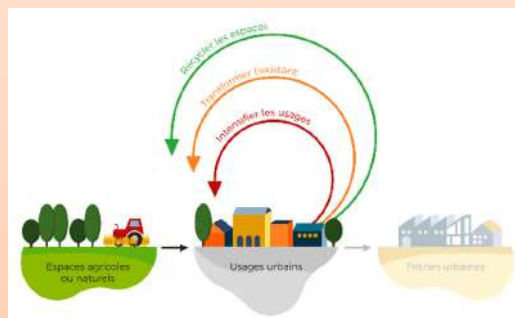 Recycler les espaces
Transformer l'existant
Intensifier les usages
Espaces agricoles
ou naturels
Usages urbains
Friches urbaines